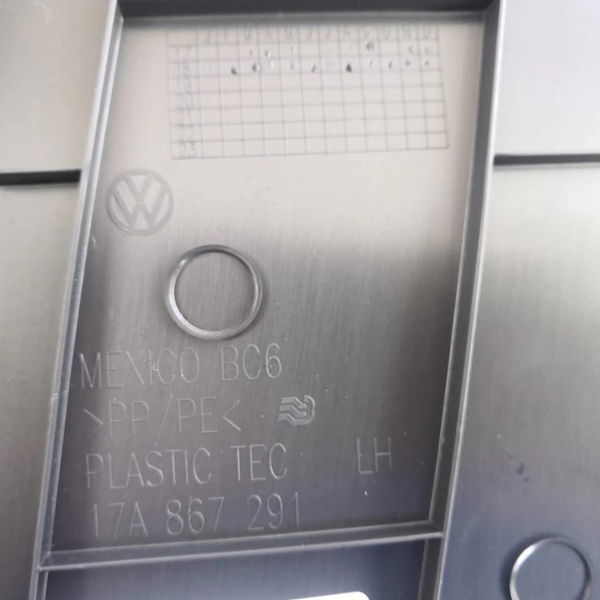 MEXICO BC6
>PP/PE<
PLASTIC TEC LH
17A 867 291